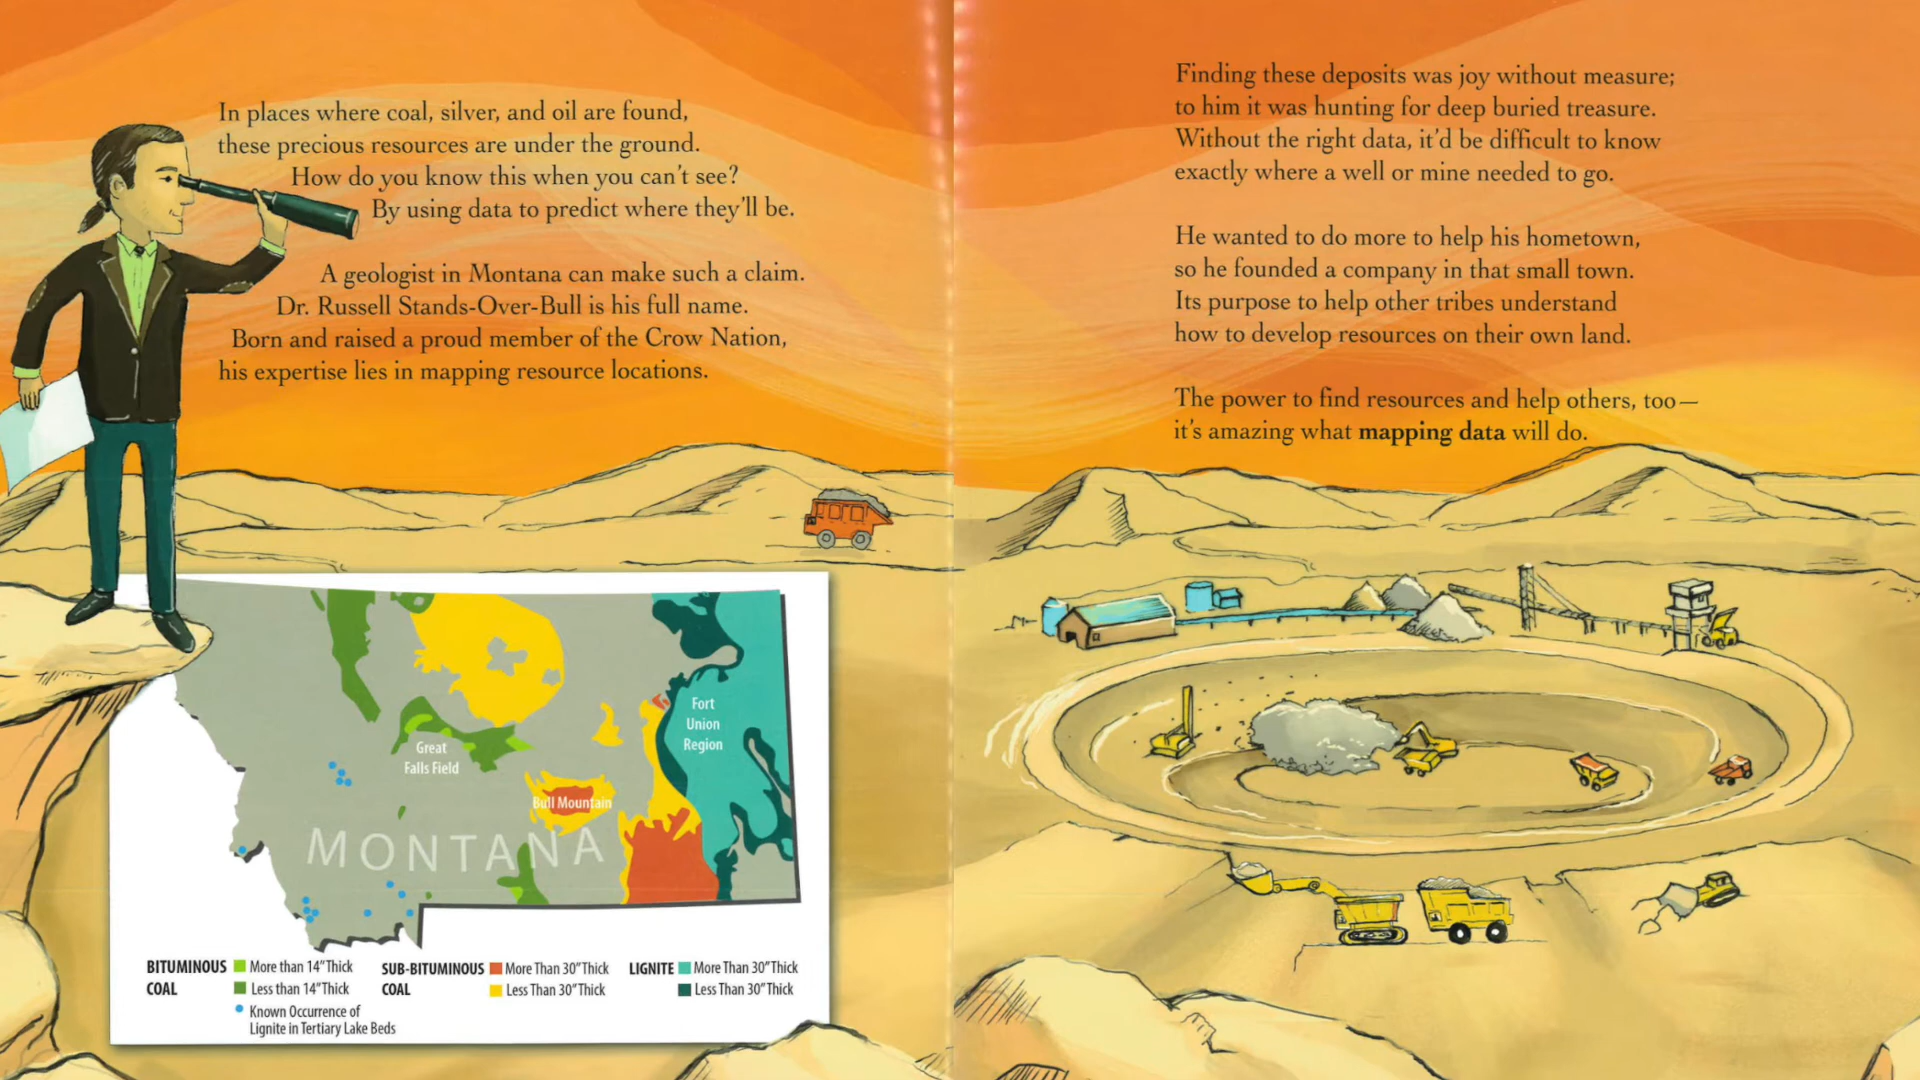 In places where coal, silver, and oil are found,
these precious resources are under the ground.
How do you know this when you can't see?
By using data to predict where they'll be.
A geologist in Montana can make such a claim.
Dr. Russell Stands-Over-Bull is his full name.
Born and raised a proud member of the Crow Nation,
his expertise lies in mapping resource locations.
Great
Falls Field
Fort
Union
Region
Bull Mountain
MONTANA
BITUMINOUS
COAL
More than 14" Thick
Less than 14" Thick
Known Occurrence of
Lignite in Tertiary Lake Beds
SUB-BITUMINOUS
COAL
More Than 30" Thick
Less Than 30" Thick
LIGNITE
More Than 30" Thick
Less Than 30" Thick
Finding these deposits was joy without measure;
to him it was hunting for deep buried treasure.
Without the right data, it'd be difficult to know
exactly where a well or mine needed to go.
He wanted to do more to help his hometown,
so he founded a company in that small town.
Its purpose to help other tribes understand
how to develop resources on their own land.
The power to find resources and help others, too—
it's amazing what mapping data will do.